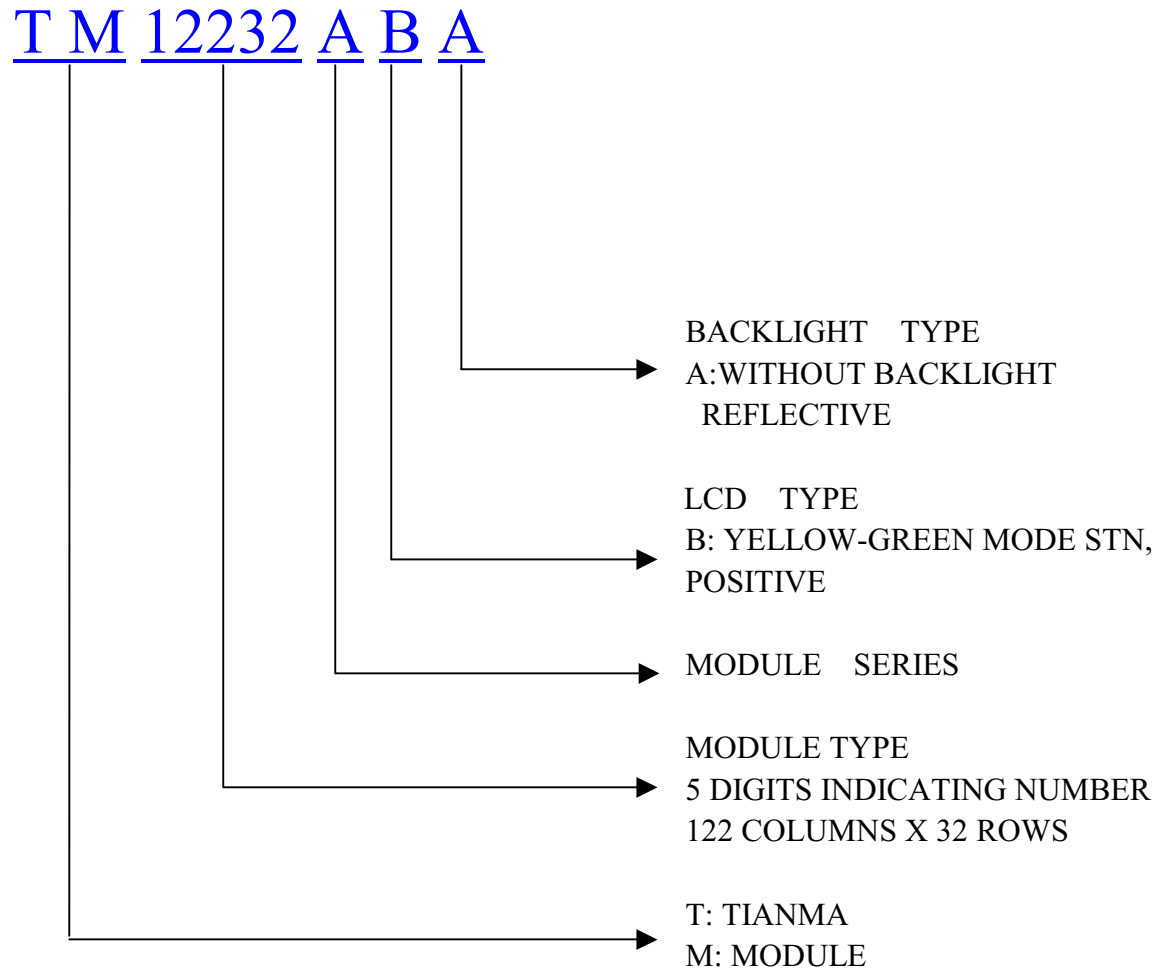 T M 12232 A B A
BACKLIGHT TYPE
A:WITHOUT BACKLIGHT
REFLECTIVE
LCD TYPE
B: YELLOW-GREEN MODE STN,
POSITIVE
MODULE SERIES
MODULE TYPE
5 DIGITS INDICATING NUMBER
122 COLUMNS X 32 ROWS
T: TIANMA
M: MODULE